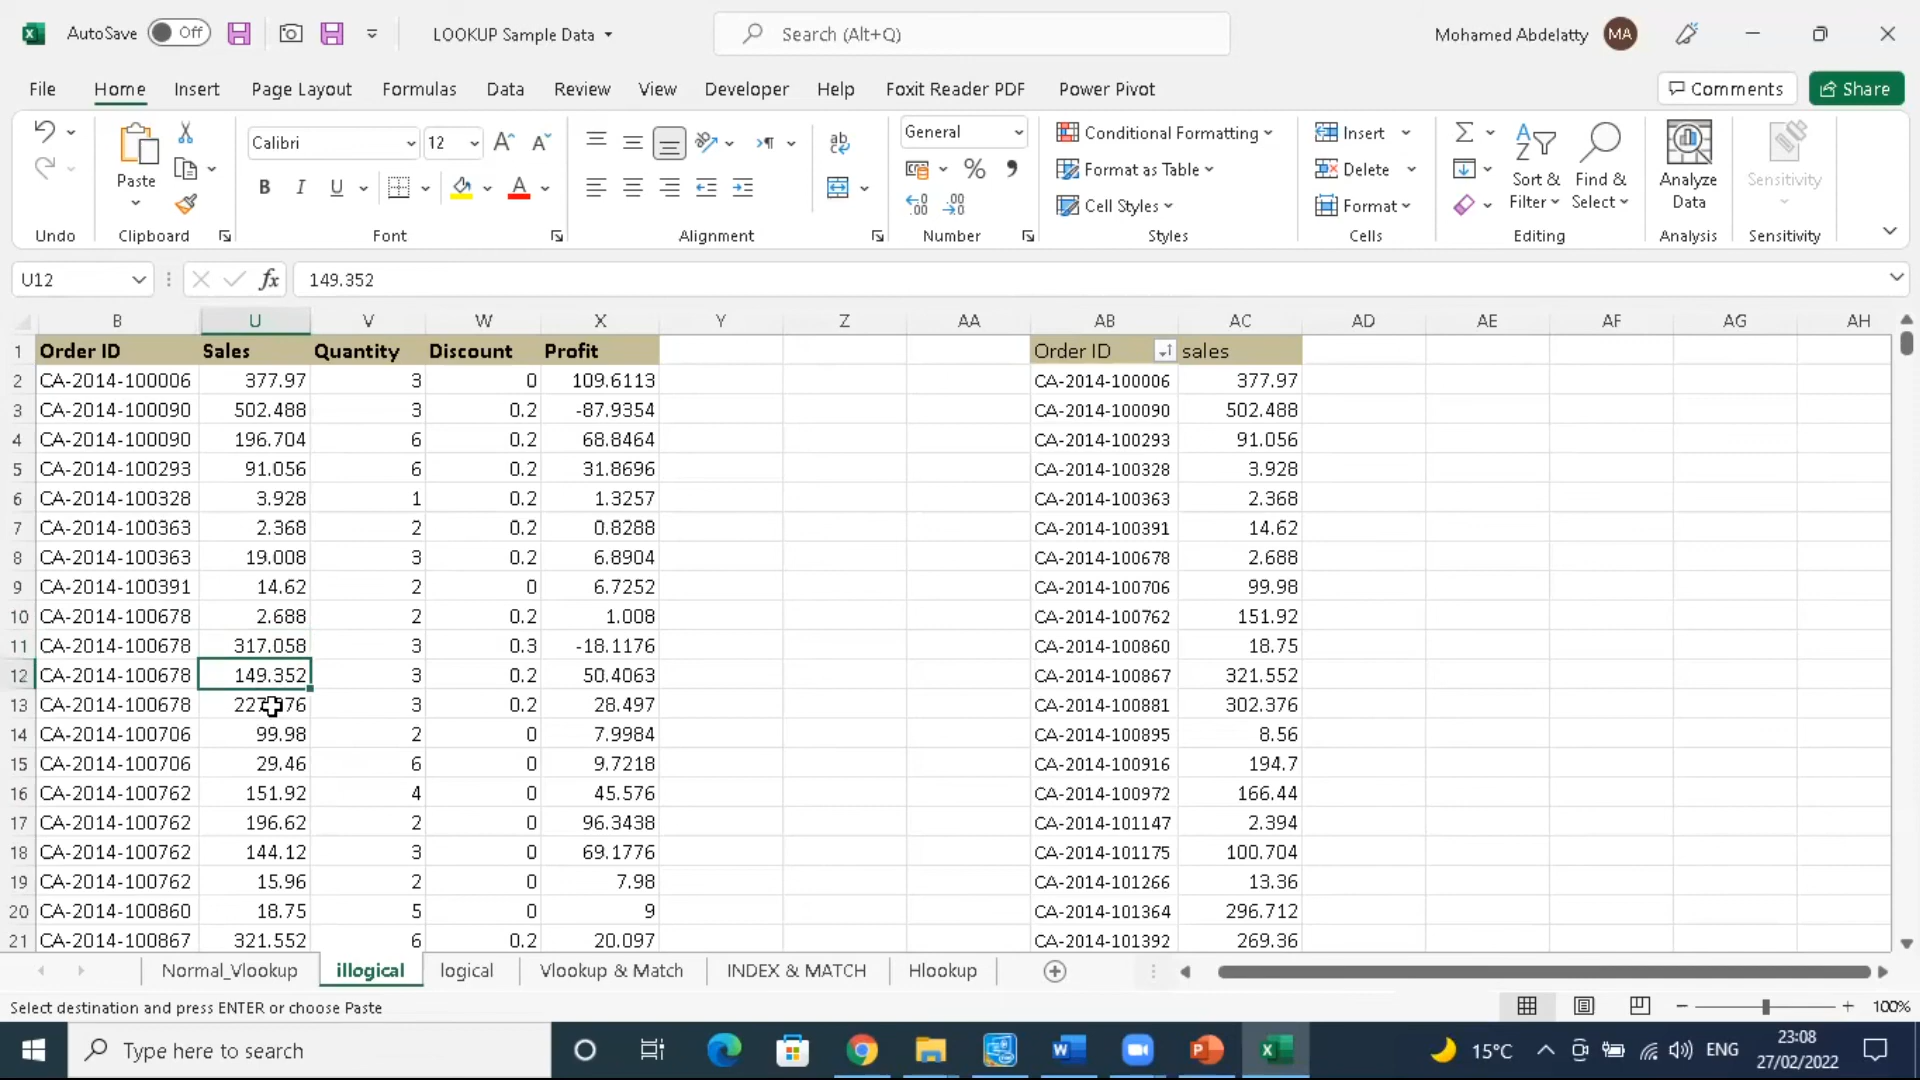 AutoSave Off LOOKUP Sample Data Search (Alt+Q) Mohamed Abdelatty MA
File Home Insert Page Layout Formulas Data Review View Developer Help Foxit Reader PDF Power Pivot Comments Share
Calibri 12 General Conditional Formatting Insert
Paste Format as Table Delete Sort & Filter Find & Select Analyze Data Sensitivity
B I U Cell Styles Format
Undo Clipboard Font Alignment Number Styles Cells Editing Analysis Sensitivity
U12 fx 149.352
B U V W X Y Z AA AB AC AD AE AF AG AH
1 Order ID Sales Quantity Discount Profit Order ID sales
2 CA-2014-100006 377.97 3 0 109.6113 CA-2014-100006 377.97
3 CA-2014-100090 502.488 3 0.2 -87.9354 CA-2014-100090 502.488
4 CA-2014-100090 196.704 6 0.2 68.8464 CA-2014-100293 91.056
5 CA-2014-100293 91.056 6 0.2 31.8696 CA-2014-100328 3.928
6 CA-2014-100328 3.928 1 0.2 1.3257 CA-2014-100363 2.368
7 CA-2014-100363 2.368 2 0.2 0.8288 CA-2014-100391 14.62
8 CA-2014-100363 19.008 3 0.2 6.8904 CA-2014-100678 2.688
9 CA-2014-100391 14.62 2 0 6.7252 CA-2014-100706 99.98
10 CA-2014-100678 2.688 2 0.2 1.008 CA-2014-100762 151.92
11 CA-2014-100678 317.058 3 0.3 -18.1176 CA-2014-100860 18.75
12 CA-2014-100678 149.352 3 0.2 50.4063 CA-2014-100867 321.552
13 CA-2014-100678 3 0.2 28.497 CA-2014-100881 302.376
14 CA-2014-100706 99.98 2 0 7.9984 CA-2014-100895 8.56
15 CA-2014-100706 29.46 6 0 9.7218 CA-2014-100916 194.7
16 CA-2014-100762 151.92 4 0 45.576 CA-2014-100972 166.44
17 CA-2014-100762 196.62 2 0 96.3438 CA-2014-101147 2.394
18 CA-2014-100762 144.12 3 0 69.1776 CA-2014-101175 100.704
19 CA-2014-100762 15.96 2 0 7.98 CA-2014-101266 13.36
20 CA-2014-100860 18.75 5 0 9 CA-2014-101364 296.712
21 CA-2014-100867 321.552 6 0.2 20.097 CA-2014-101392 269.36
Normal_Vlookup illogical logical Vlookup & Match INDEX & MATCH Hlookup
Select destination and press ENTER or choose Paste 100%
Type here to search 15°C ENG 23:08
27/02/2022